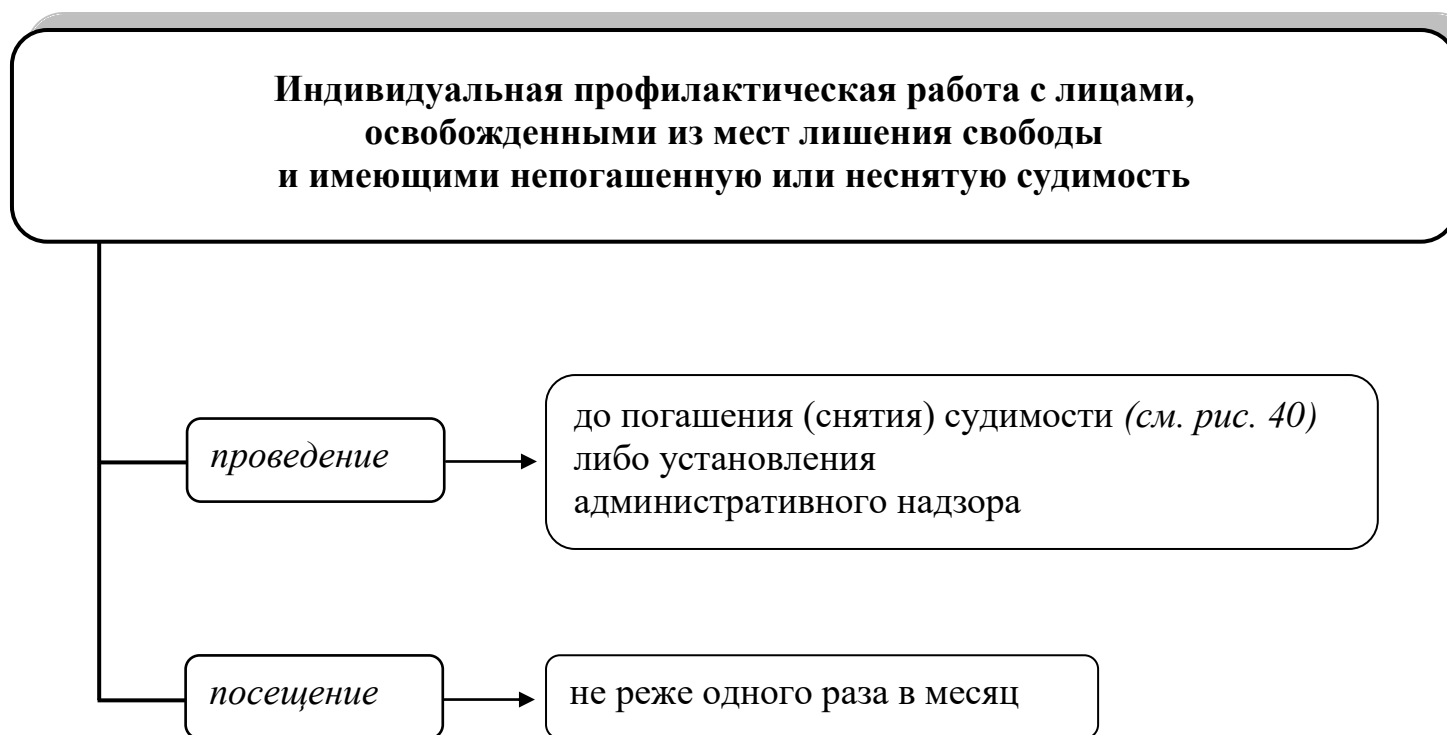 Индивидуальная профилактическая работа с лицами,
освобожденными из мест лишения свободы
и имеющими непогашенную или неснятую судимость
проведение
до погашения (снятия) судимости (см. рис. 40)
либо установления
административного надзора
посещение
не реже одного раза в месяц